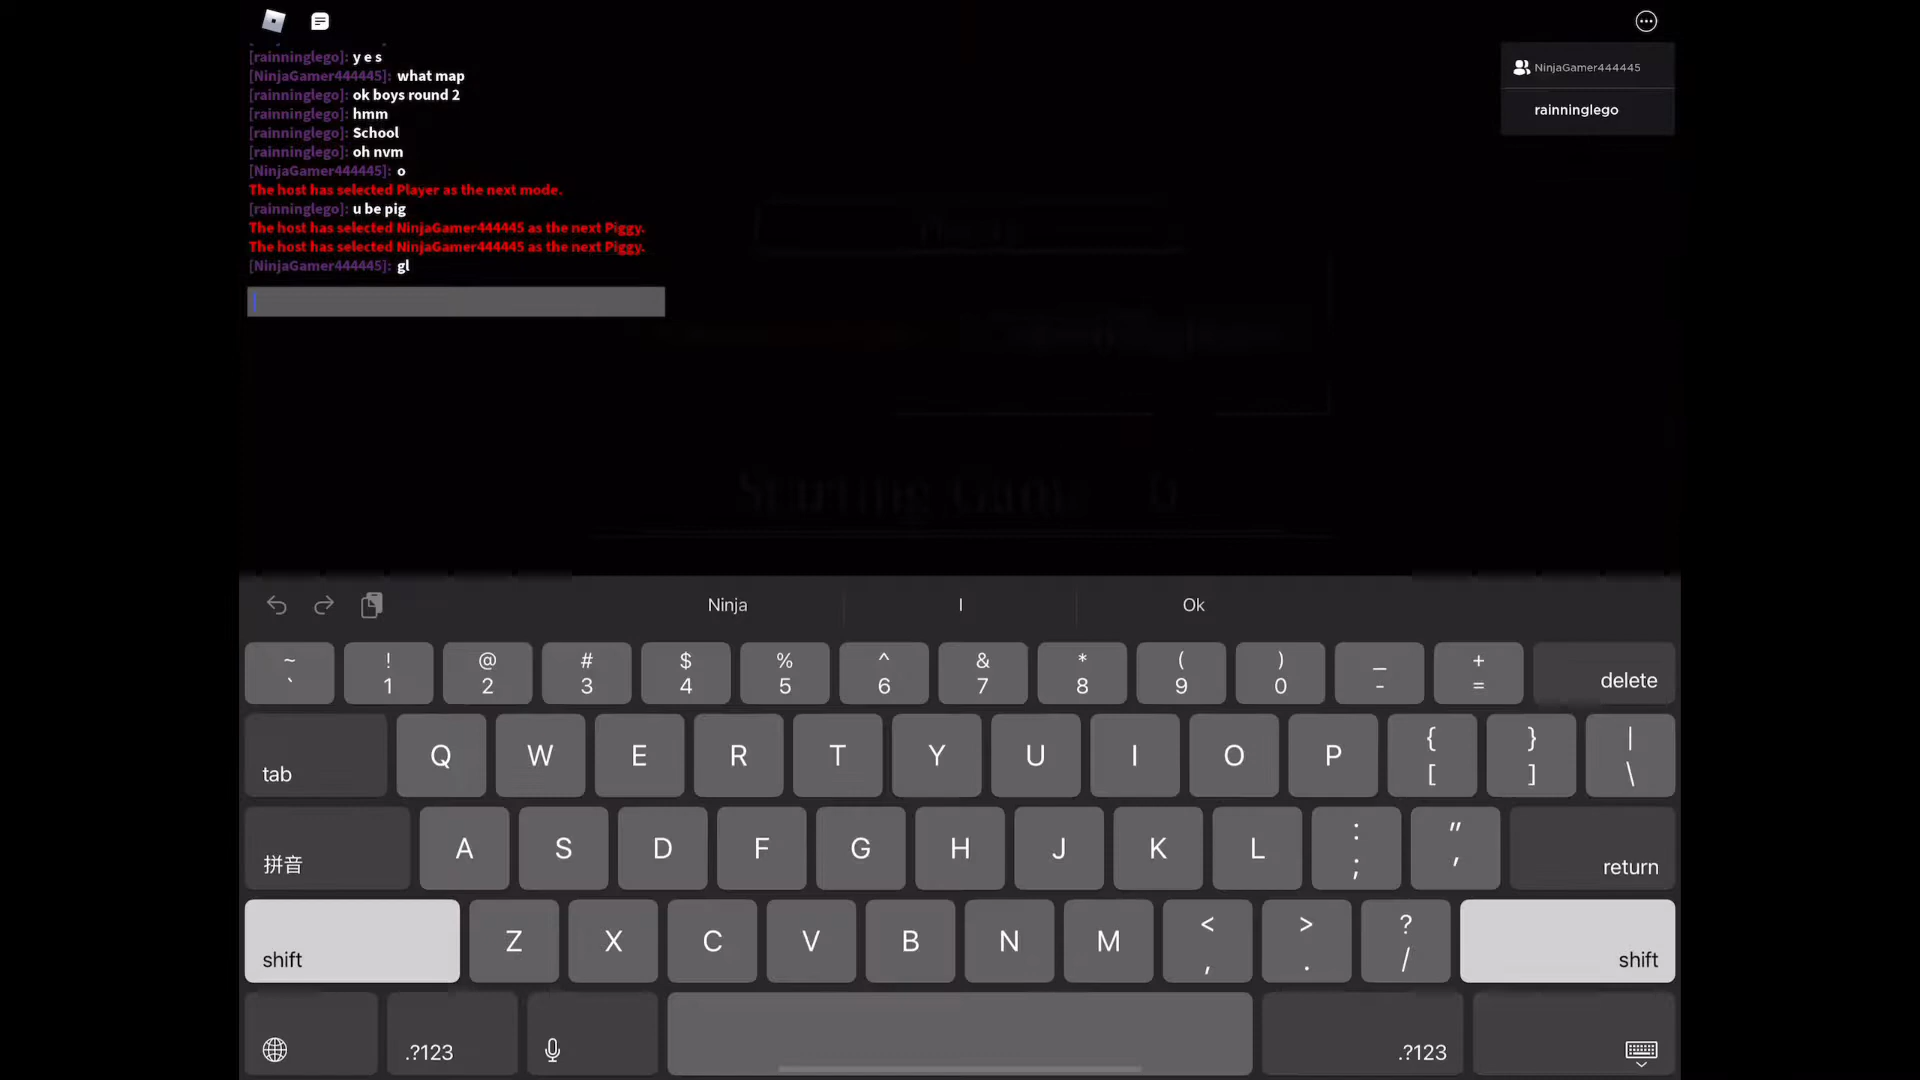 [rainninglego]: y e s
[NinjaGamer444445]: what map
[rainninglego]: ok boys round 2
[rainninglego]: hmm
[rainninglego]: School
[rainninglego]: oh nvm
[NinjaGamer444445]: o
The host has selected Player as the next mode.
[rainninglego]: u be pig
The host has selected NinjaGamer444445 as the next Piggy.
The host has selected NinjaGamer444445 as the next Piggy.
[NinjaGamer444445]: gl
NinjaGamer444445
rainninglego
Starting Game
Ninja I Ok
~ ! @ # $ % ^ & * ( ) _ +
` 1 2 3 4 5 6 7 8 9 0 - = delete
tab Q W E R T Y U I O P { [ } ] | \
拼音 A S D F G H J K L : ; " ' return
shift Z X C V B N M < , > . ? / shift
.?123 .?123